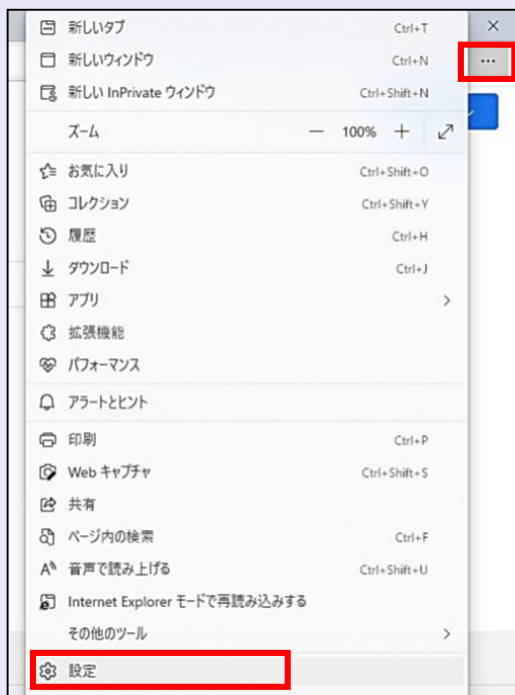 新しいタブ Ctrl+T
新しいウィンドウ Ctrl+N
新しい InPrivate ウィンドウ Ctrl+Shift+N
ズーム 100%
お気に入り Ctrl+Shift+O
コレクション Ctrl+Shift+Y
履歴 Ctrl+H
ダウンロード Ctrl+J
アプリ
拡張機能
パフォーマンス
アラートとヒント
印刷 Ctrl+P
Web キャプチャ Ctrl+Shift+S
共有
ページ内の検索 Ctrl+F
音声で読み上げる Ctrl+Shift+U
Internet Explorer モードで再読み込みする
その他のツール
設定